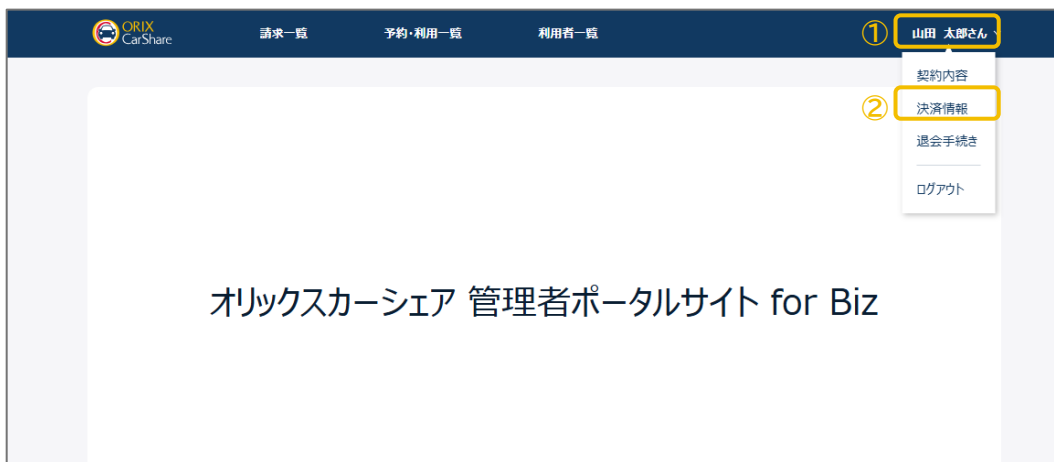 ORIX
CarShare
請求一覧
予約・利用一覧
利用者一覧
① 山田 太郎さん
契約内容
② 決済情報
退会手続き
ログアウト
オリックスカーシェア 管理者ポータルサイト for Biz